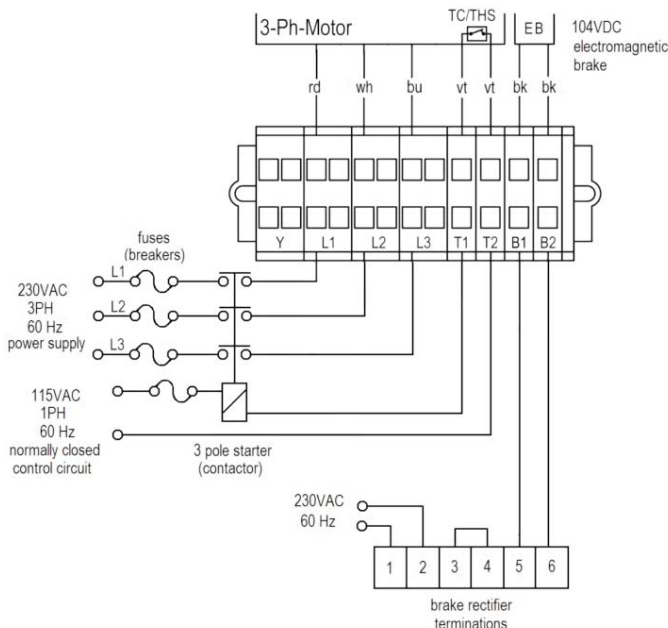 3-Ph-Motor
TC/THS
EB
104VDC
electromagnetic
brake
rd wh bu vt vt bk bk
Y L1 L2 L3 T1 T2 B1 B2
fuses
(breakers)
L1
L2
L3
230VAC
3PH
60 Hz
power supply
115VAC
1PH
60 Hz
normally closed
control circuit
3 pole starter
(contactor)
230VAC
60 Hz
1 2 3 4 5 6
brake rectifier
terminations